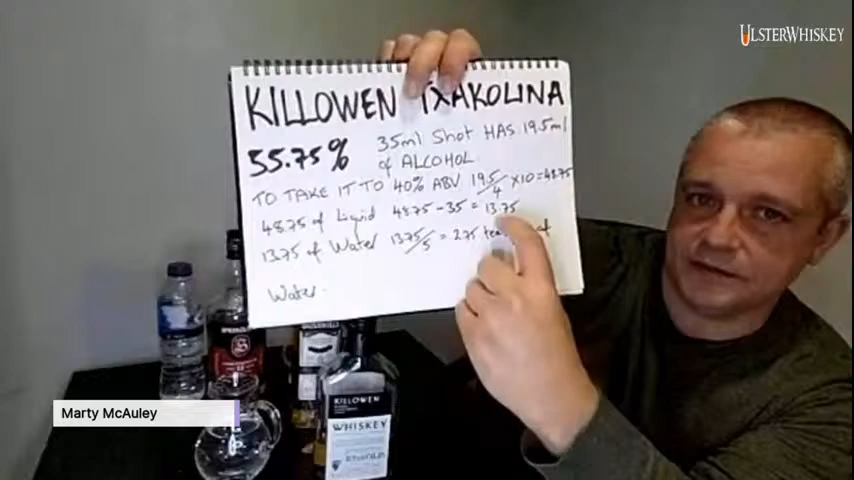 ULSTERWHISKEY
KILLOWEN TXAKOLINA
55.75% 35ml Shot HAS 19.5ml
of ALCOHOL
TO TAKE IT TO 40% ABV 19.5/4 x10=48.75
48.75 of Liquid 48.75-35 = 13.75
13.75 of Water 13.75/5 = 2.75 of
Water.
Marty McAuley
KILLOWEN
WHISKEY